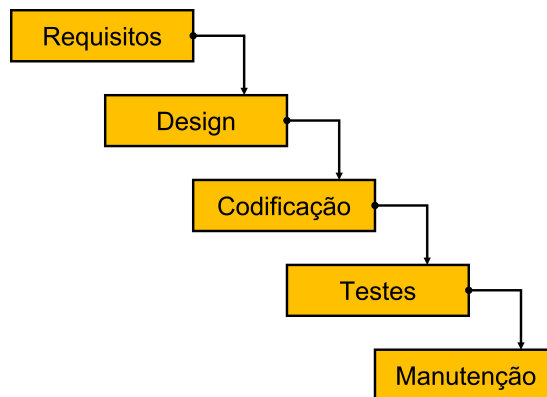 Requisitos
Design
Codificação
Testes
Manutenção